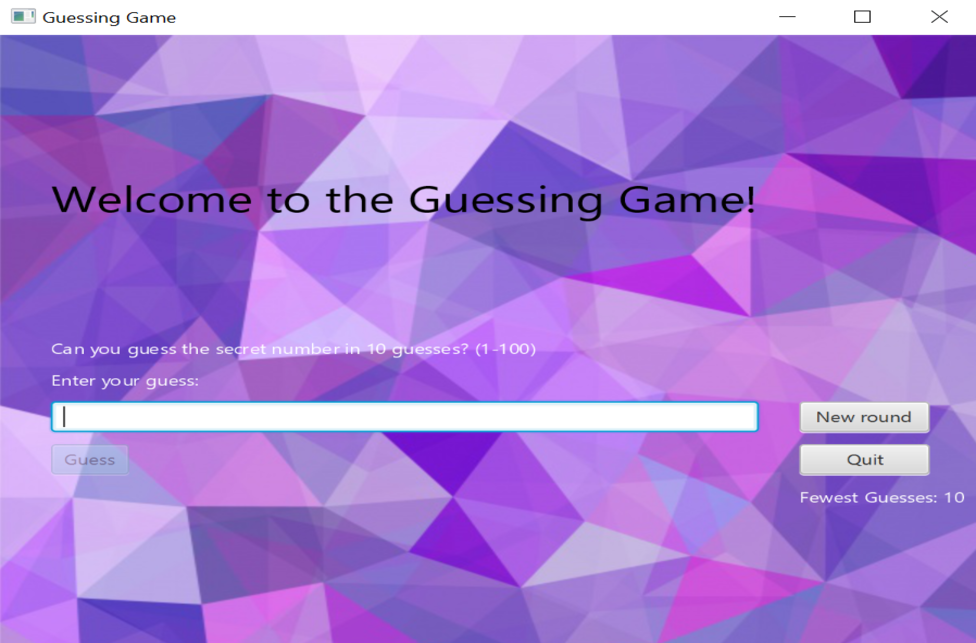 Guessing Game
Welcome to the Guessing Game!
Can you guess the secret number in 10 guesses? (1-100)
Enter your guess:
New round
Guess
Quit
Fewest Guesses: 10